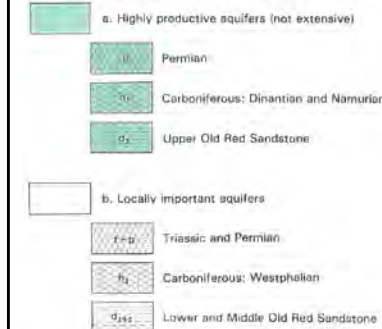 a. Highly productive aquifers (not extensive)
Permian
Carboniferous: Dinantian and Namurian
Upper Old Red Sandstone
b. Locally important aquifers
t+p Triassic and Permian
Carboniferous: Westphalian
Lower and Middle Old Red Sandstone